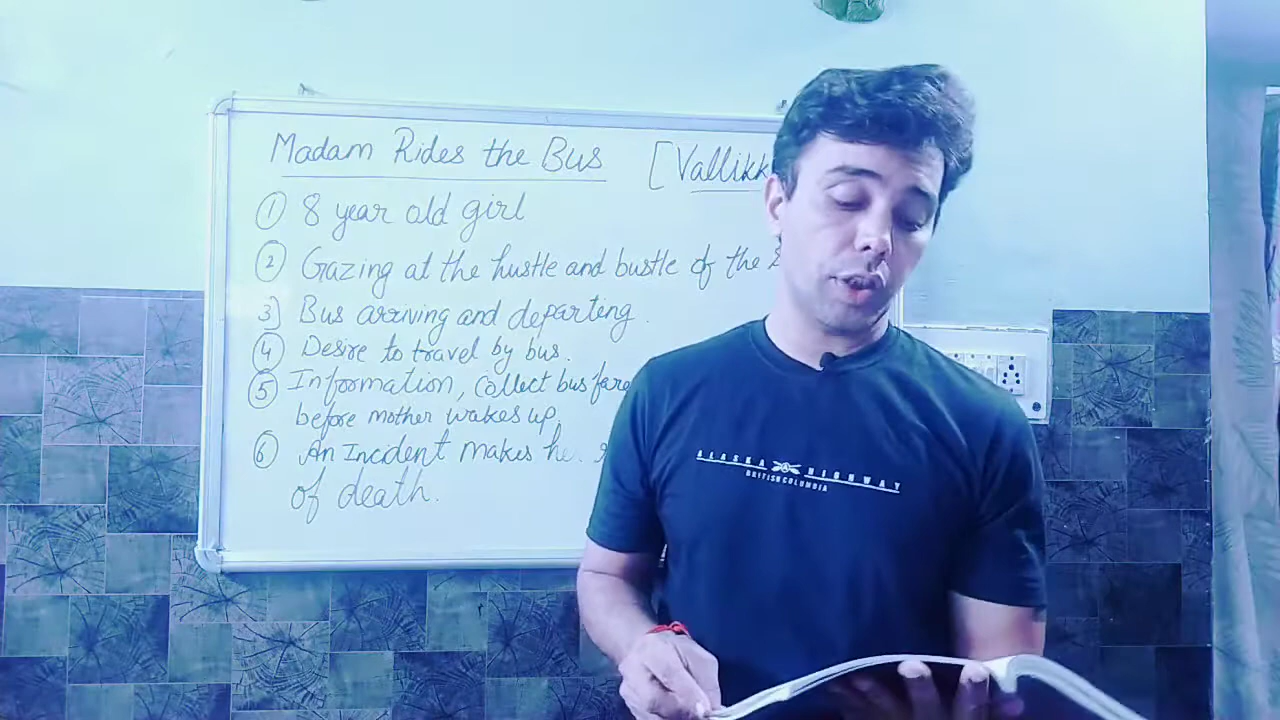 Madam Rides the Bus [Vallikk
① 8 year old girl
② Gazing at the hustle and bustle of the
3) Bus arriving and departing.
④ Desire to travel by bus.
⑤ Information, Collect bus fare
before mother wakes up.
⑥ An Incident makes he
of death.
ALASKA HIGHWAY
BRITISH COLUMBIA